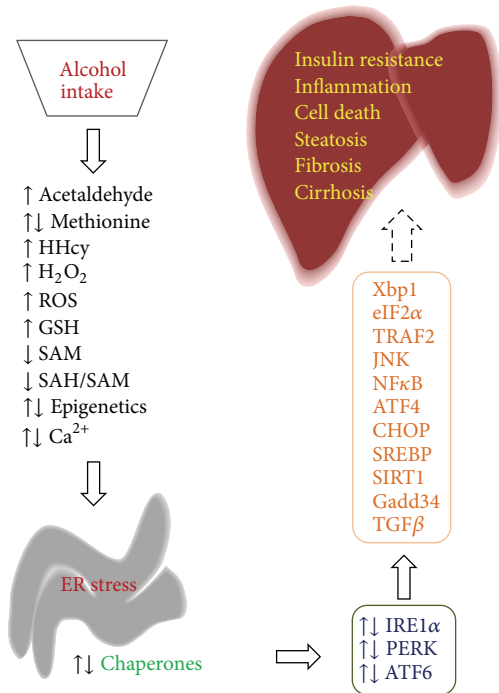 Alcohol
intake
↑ Acetaldehyde
↑↓ Methionine
↑ HHcy
↑ H₂O₂
↑ ROS
↑ GSH
↓ SAM
↓ SAH/SAM
↑↓ Epigenetics
↑↓ Ca²⁺
ER stress
↑↓ Chaperones
↑↓ IRE1α
↑↓ PERK
↑↓ ATF6
Xbp1
eIF2α
TRAF2
JNK
NFκB
ATF4
CHOP
SREBP
SIRT1
Gadd34
TGFβ
Insulin resistance
Inflammation
Cell death
Steatosis
Fibrosis
Cirrhosis